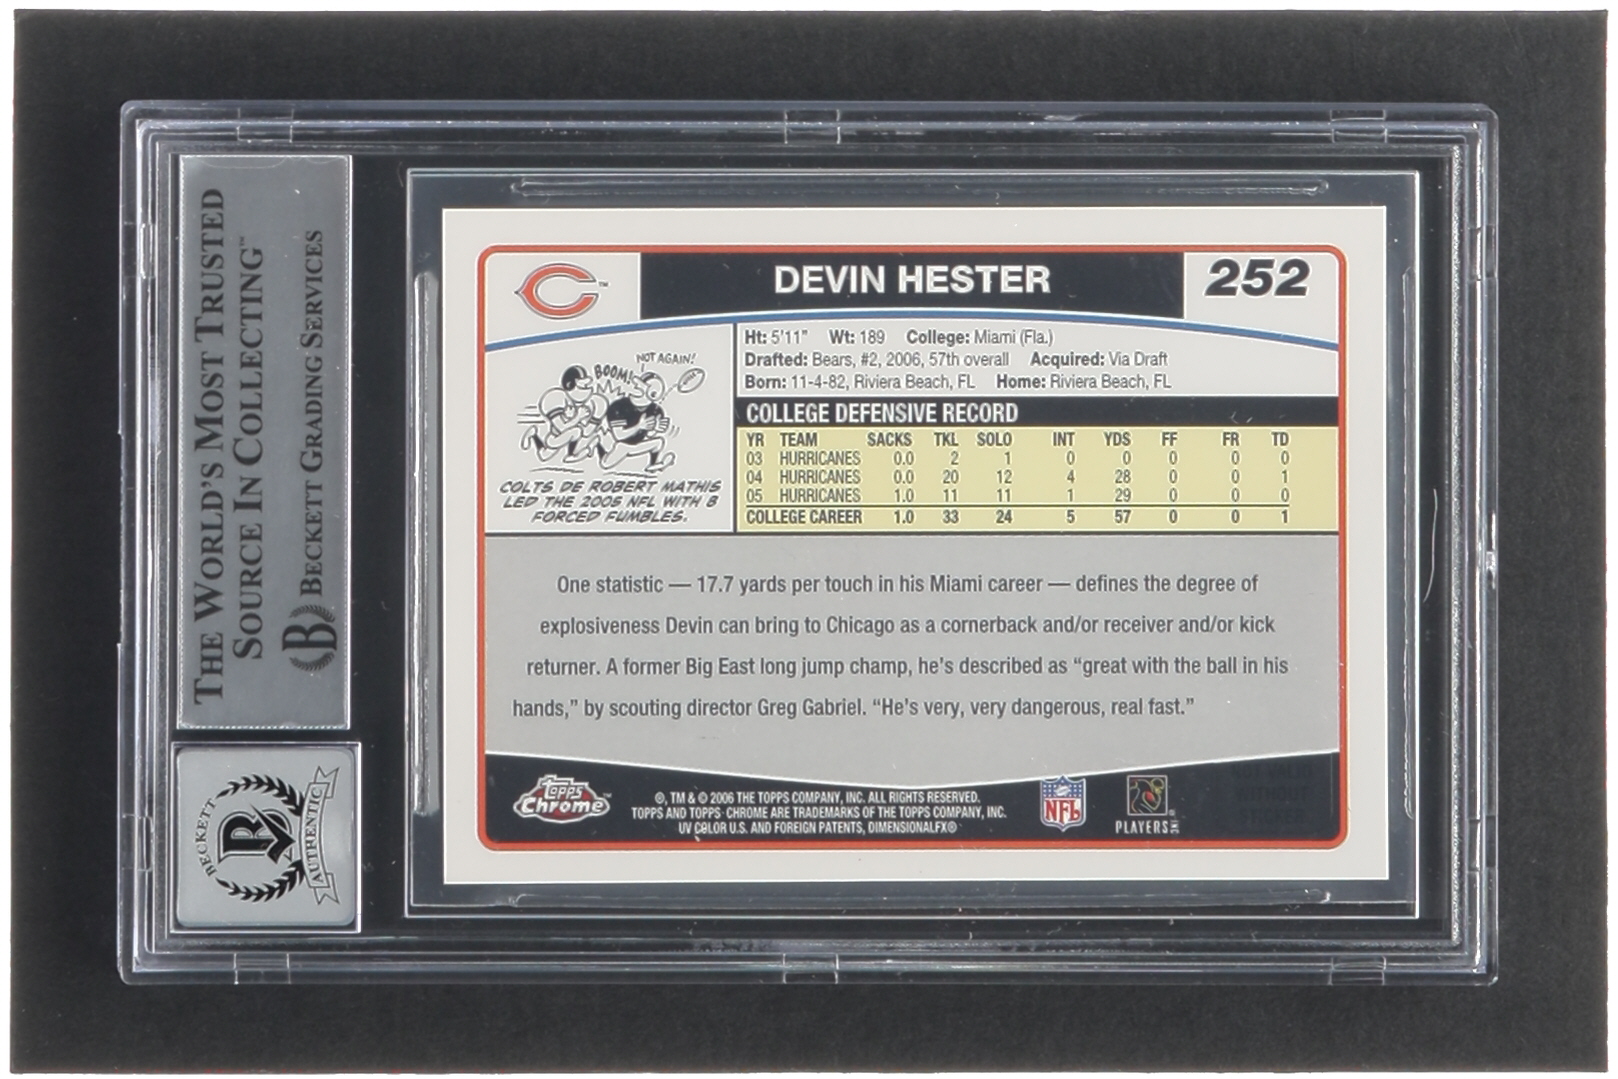 THE WORLD'S MOST TRUSTED
SOURCE IN COLLECTING™
BECKETT GRADING SERVICES
B
BECKETT
AUTHENTIC
DEVIN HESTER
252
C™
Ht: 5'11" Wt: 189 College: Miami (Fla.)
Drafted: Bears, #2, 2006, 57th overall Acquired: Via Draft
Born: 11-4-82, Riviera Beach, FL Home: Riviera Beach, FL
NOT AGAIN!
BOOM!
COLTS DE ROBERT MATHIS
LED THE 2005 NFL WITH 8
FORCED FUMBLES.
COLLEGE DEFENSIVE RECORD
YR TEAM SACKS TKL SOLO INT YDS FF FR TD
03 HURRICANES 0.0 2 1 0 0 0 0 0
04 HURRICANES 0.0 20 12 4 28 0 0 1
05 HURRICANES 1.0 11 11 1 29 0 0 0
COLLEGE CAREER 1.0 33 24 5 57 0 0 1
One statistic — 17.7 yards per touch in his Miami career — defines the degree of
explosiveness Devin can bring to Chicago as a cornerback and/or receiver and/or kick
returner. A former Big East long jump champ, he's described as “great with the ball in his
hands,” by scouting director Greg Gabriel. “He's very, very dangerous, real fast.”
Topps
Chrome™
®, TM & © 2006 THE TOPPS COMPANY, INC. ALL RIGHTS RESERVED.
TOPPS AND TOPPS CHROME ARE TRADEMARKS OF THE TOPPS COMPANY, INC.
UV COLOR U.S. AND FOREIGN PATENTS, DIMENSIONALFX®
NFL
PLAYERS INC